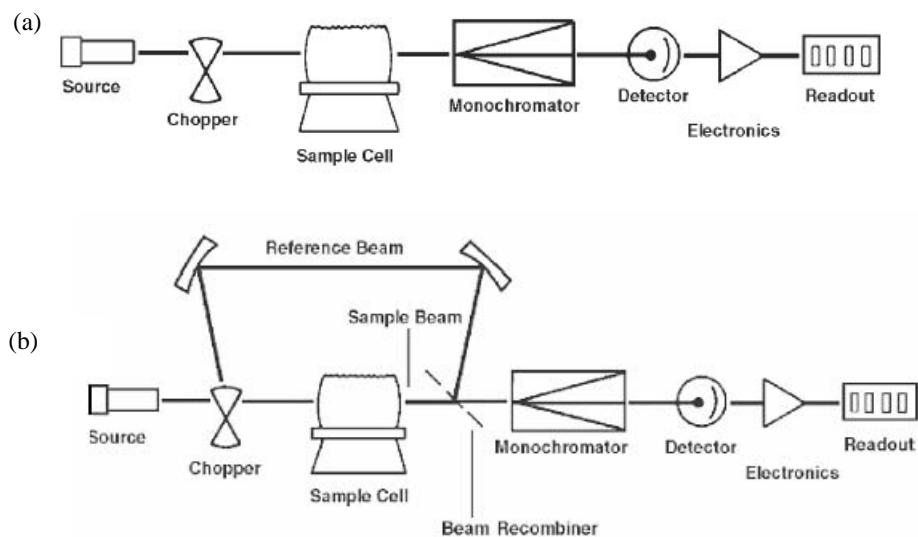 (a)
Source
Chopper
Sample Cell
Monochromator
Detector
Electronics
Readout
Reference Beam
Sample Beam
(b)
Source
Chopper
Sample Cell
Monochromator
Detector
Electronics
Readout
Beam Recombiner